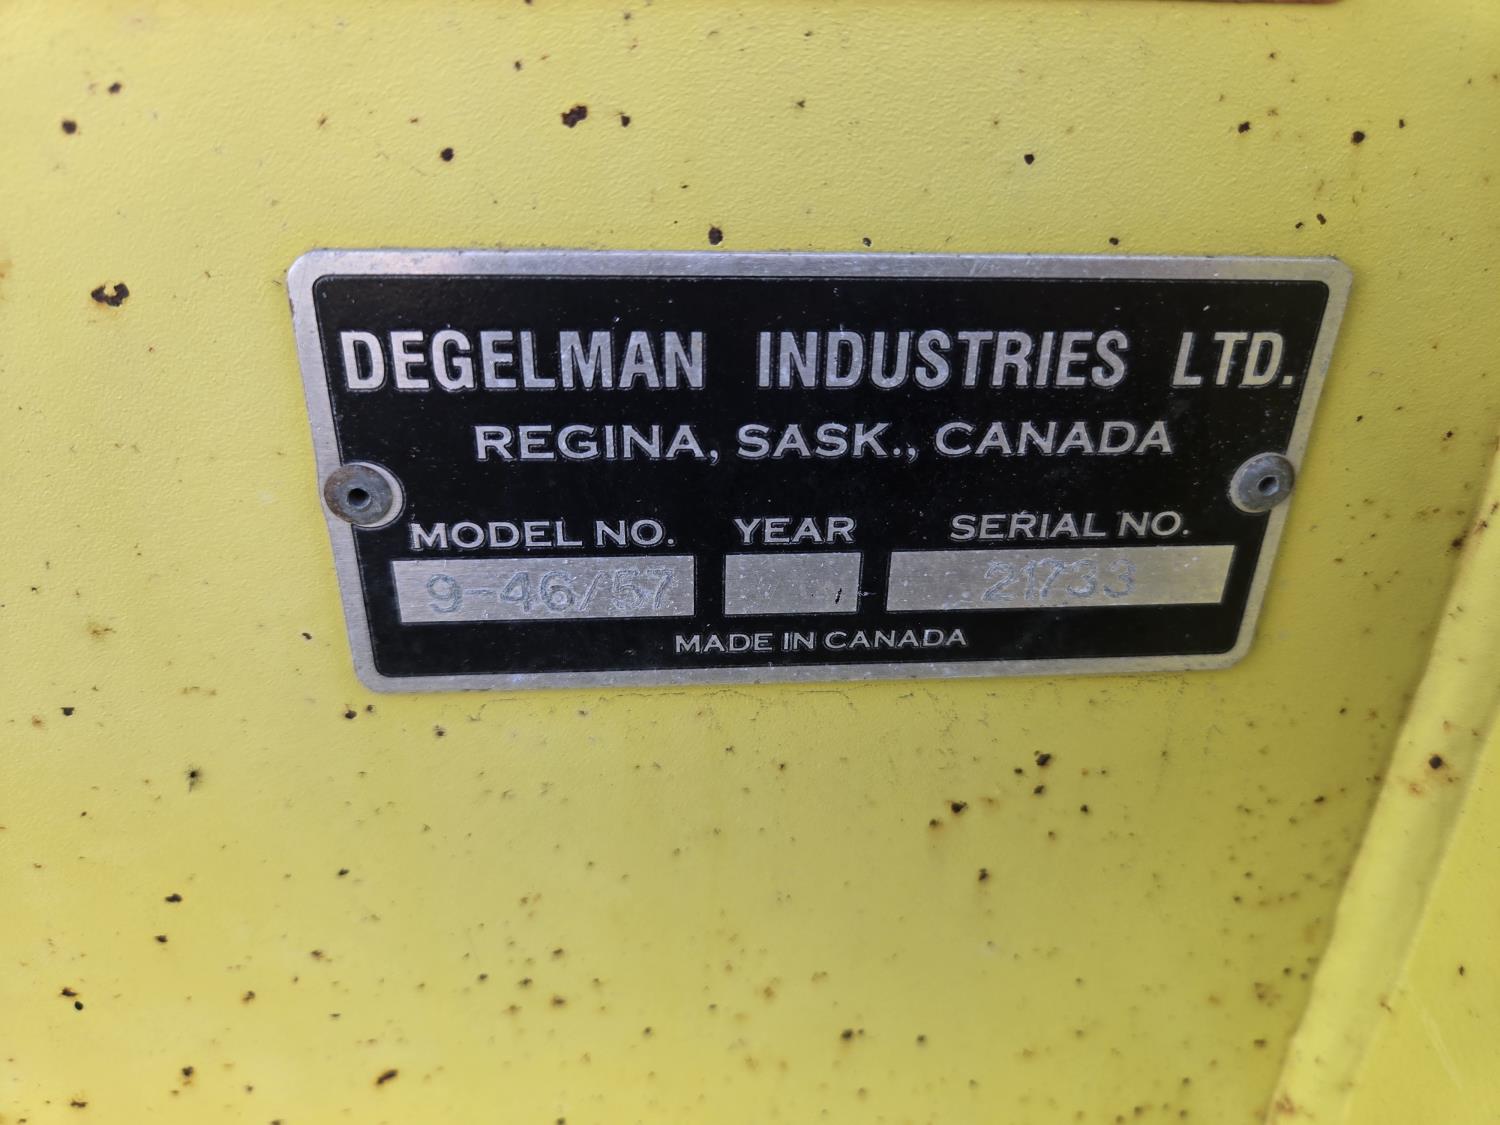 DEGELMAN INDUSTRIES LTD.
REGINA, SASK., CANADA
MODEL NO. YEAR SERIAL NO.
9-46/57 21733
MADE IN CANADA